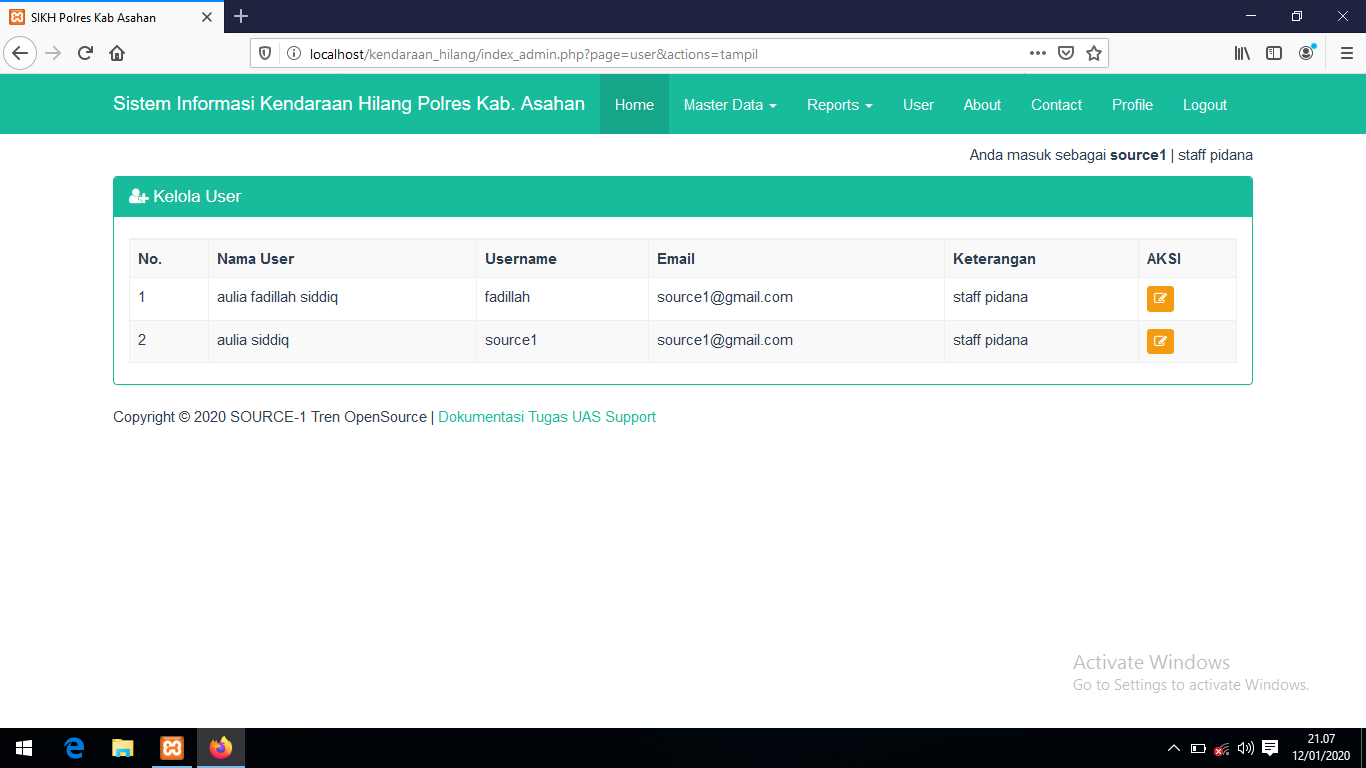 SIKH Polres Kab Asahan
localhost/kendaraan_hilang/index_admin.php?page=user&actions=tampil
Sistem Informasi Kendaraan Hilang Polres Kab. Asahan Home Master Data Reports User About Contact Profile Logout
Anda masuk sebagai source1 | staff pidana
Kelola User
No. Nama User Username Email Keterangan AKSI
1 aulia fadillah siddiq fadillah source1@gmail.com staff pidana
2 aulia siddiq source1 source1@gmail.com staff pidana
Copyright © 2020 SOURCE-1 Tren OpenSource | Dokumentasi Tugas UAS Support
Activate Windows
Go to Settings to activate Windows.
21.07
12/01/2020